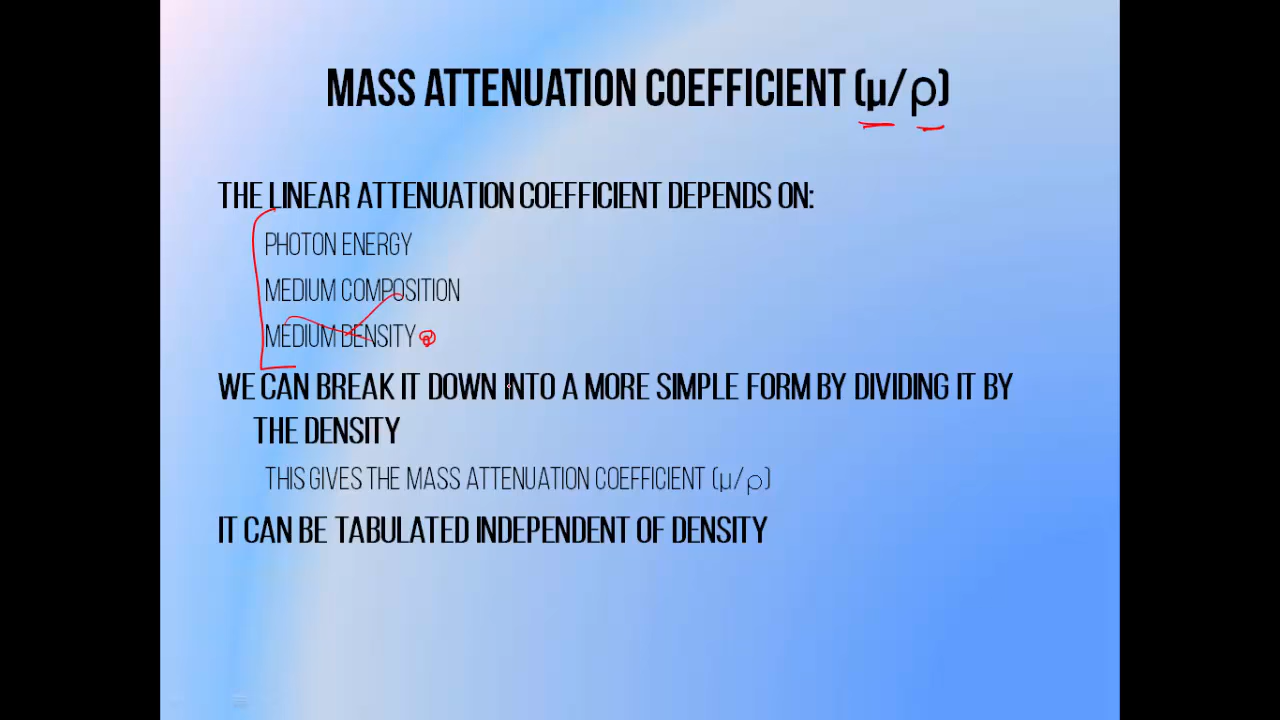 MASS ATTENUATION COEFFICIENT (μ/ρ)
THE LINEAR ATTENUATION COEFFICIENT DEPENDS ON:
PHOTON ENERGY
MEDIUM COMPOSITION
MEDIUM DENSITY
WE CAN BREAK IT DOWN INTO A MORE SIMPLE FORM BY DIVIDING IT BY
THE DENSITY
THIS GIVES THE MASS ATTENUATION COEFFICIENT (μ/ρ)
IT CAN BE TABULATED INDEPENDENT OF DENSITY